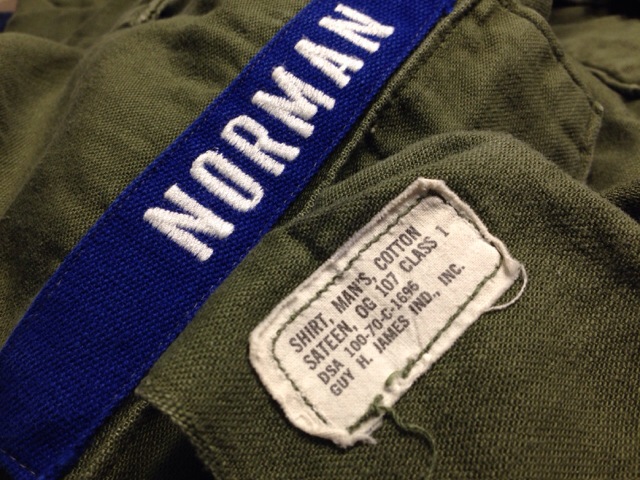 NORMAN
SHIRT, MAN'S, COTTON
SATEEN, OG 107 CLASS 1
DSA 100-70-C-1696
GUY H. JAMES IND., INC.